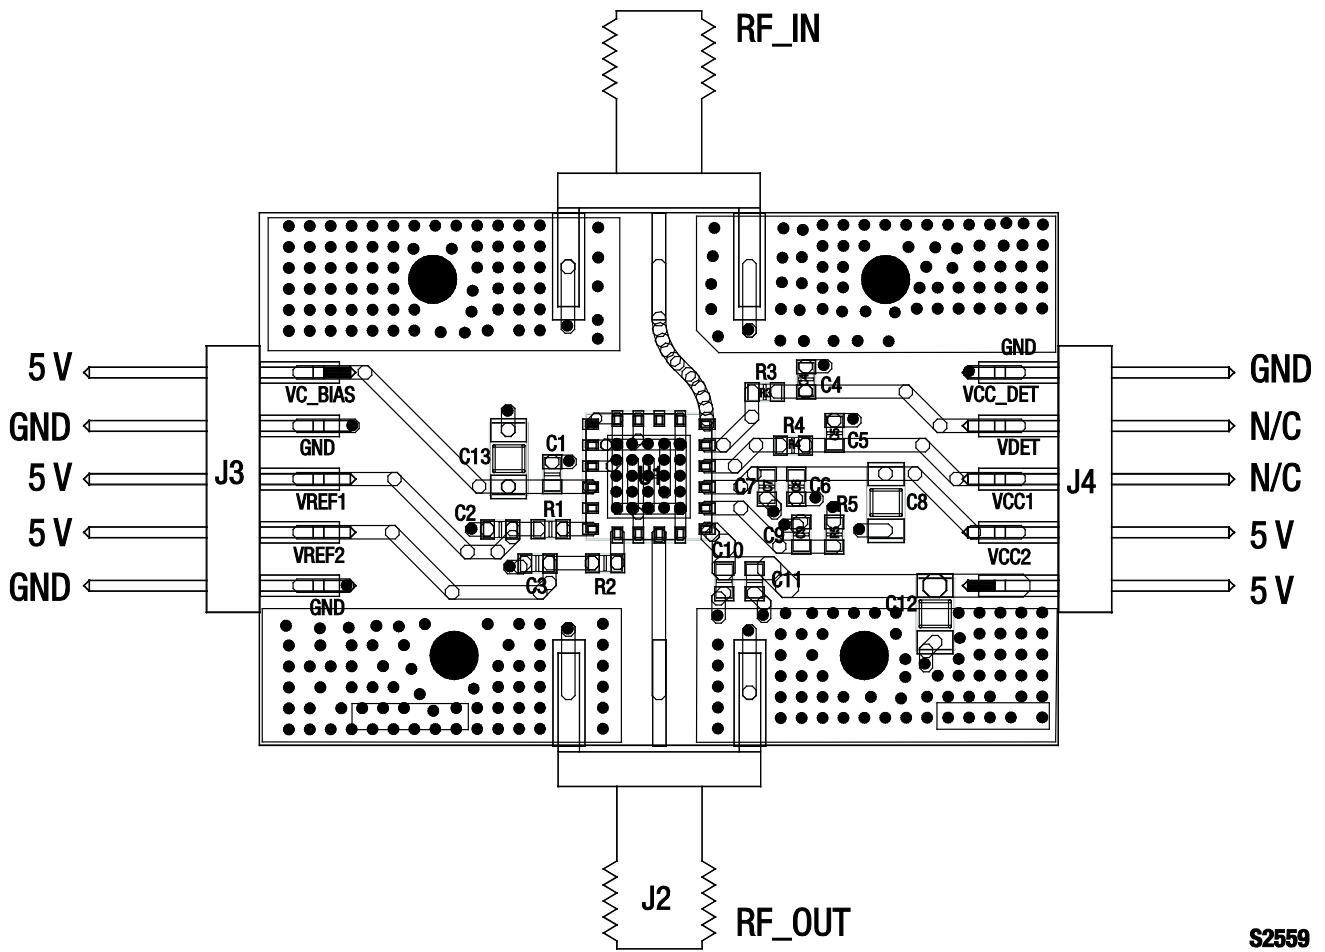 RF_IN
GND
5 V
GND
VC_BIAS
VCC_DET
R3
C4
GND
N/C
GND
VDET
R4
C5
C13
C1
J3
U1
J4
5 V
N/C
VREF1
VCC1
C7
C6
C8
R5
C2
R1
C9
5 V
5 V
VREF2
VCC2
C10
C3
R2
C11
GND
5 V
GND
C12
J2
RF_OUT
S2559